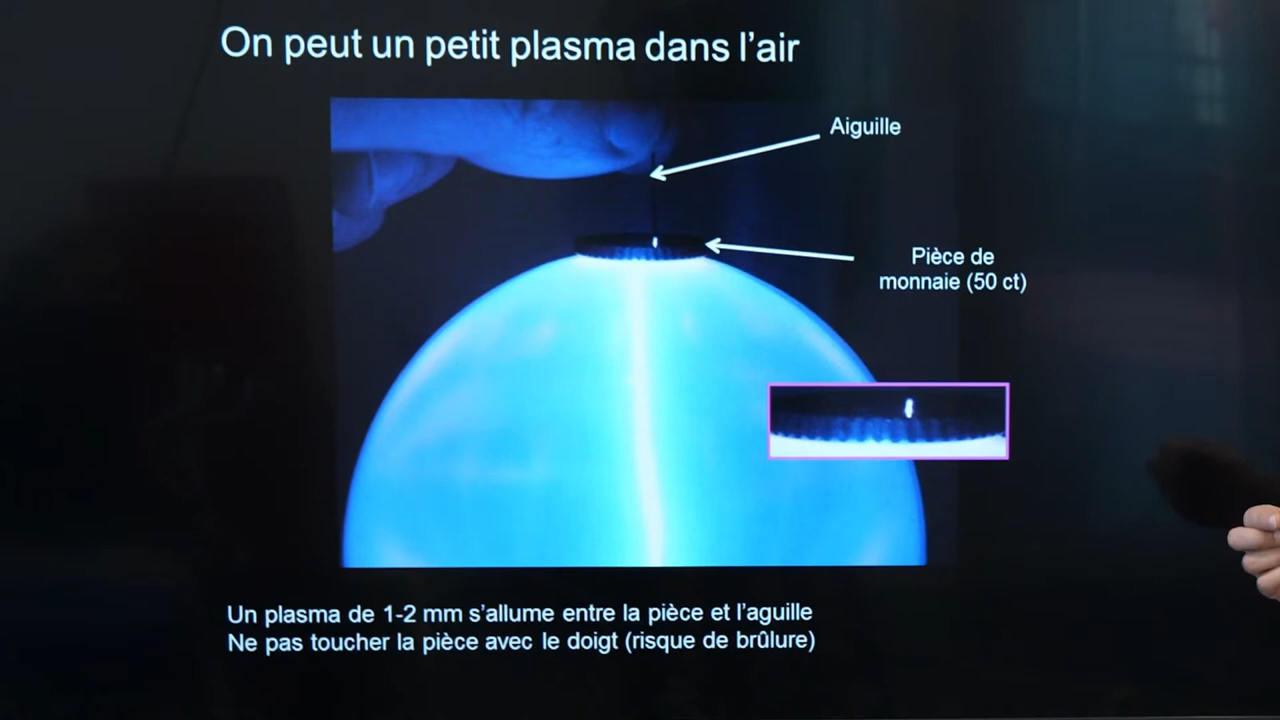 On peut un petit plasma dans l'air
Aiguille
Pièce de
monnaie (50 ct)
Un plasma de 1-2 mm s'allume entre la pièce et l'aguille
Ne pas toucher la pièce avec le doigt (risque de brûlure)